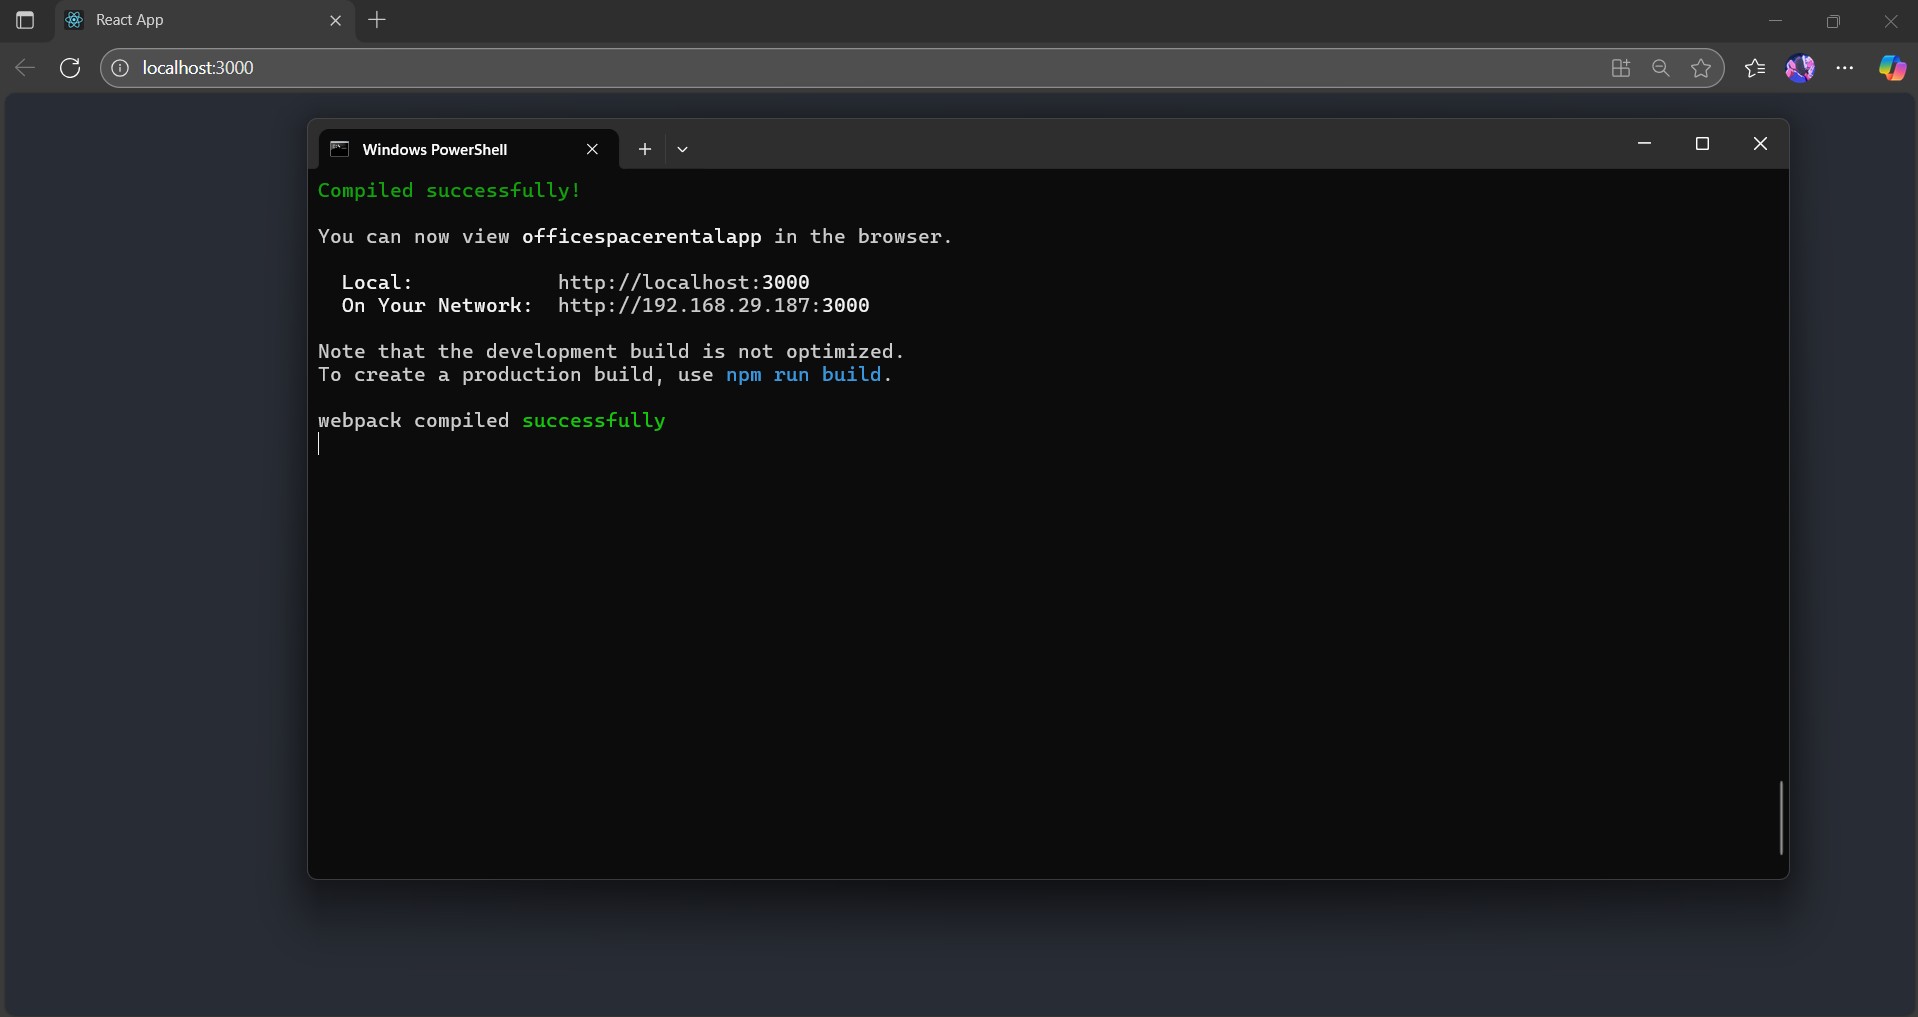 React App
localhost:3000
Windows PowerShell
Compiled successfully!
You can now view officespacerentalapp in the browser.
Local: http://localhost:3000
On Your Network: http://192.168.29.187:3000
Note that the development build is not optimized.
To create a production build, use npm run build.
webpack compiled successfully